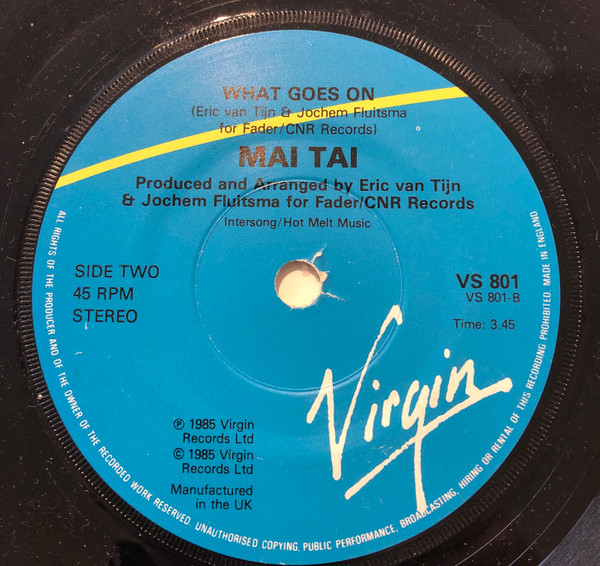 WHAT GOES ON
(Eric van Tijn & Jochem Fluitsma
for Fader/CNR Records)
MAI TAI
Produced and Arranged by Eric van Tijn
& Jochem Fluitsma for Fader/CNR Records
Intersong/Hot Melt Music
SIDE TWO
45 RPM
STEREO
VS 801
VS 801-B
Time: 3.45
Virgin
℗ 1985 Virgin
Records Ltd
© 1985 Virgin
Records Ltd
Manufactured
in the UK
ALL RIGHTS OF THE PRODUCER AND OF THE OWNER OF THE RECORDED WORK RESERVED. UNAUTHORISED COPYING, PUBLIC PERFORMANCE, BROADCASTING, HIRING OR RENTAL OF THIS RECORDING PROHIBITED. MADE IN ENGLAND